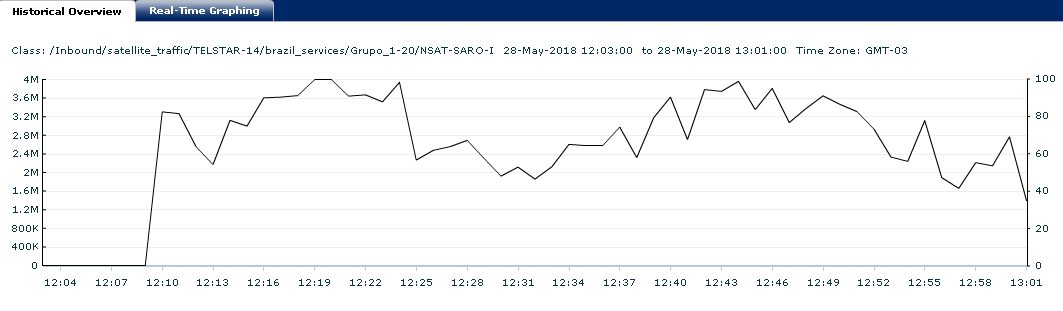 Historical Overview Real-Time Graphing
Class: /Inbound/satellite_traffic/TELSTAR-14/brazil_services/Grupo_1-20/NSAT-SARO-I 28-May-2018 12:03:00 to 28-May-2018 13:01:00 Time Zone: GMT-03
4M 100
3.6M
3.2M 80
2.8M
2.4M 60
2M
1.6M 40
1.2M
800K 20
400K
0 0
12:04 12:07 12:10 12:13 12:16 12:19 12:22 12:25 12:28 12:31 12:34 12:37 12:40 12:43 12:46 12:49 12:52 12:55 12:58 13:01